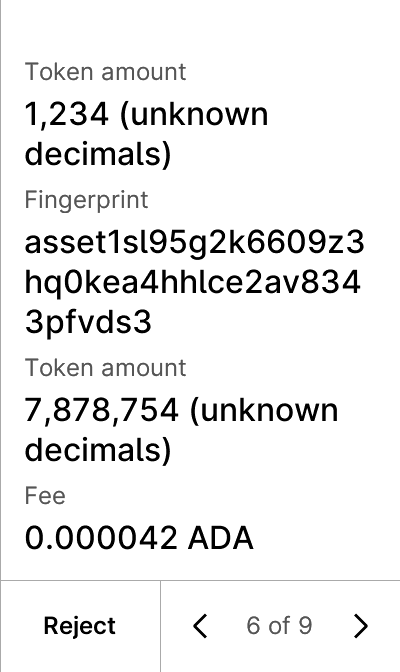 Token amount
1,234 (unknown
decimals)
Fingerprint
asset1sl95g2k6609z3
hq0kea4hhlce2av834
3pfvds3
Token amount
7,878,754 (unknown
decimals)
Fee
0.000042 ADA
Reject
6 of 9